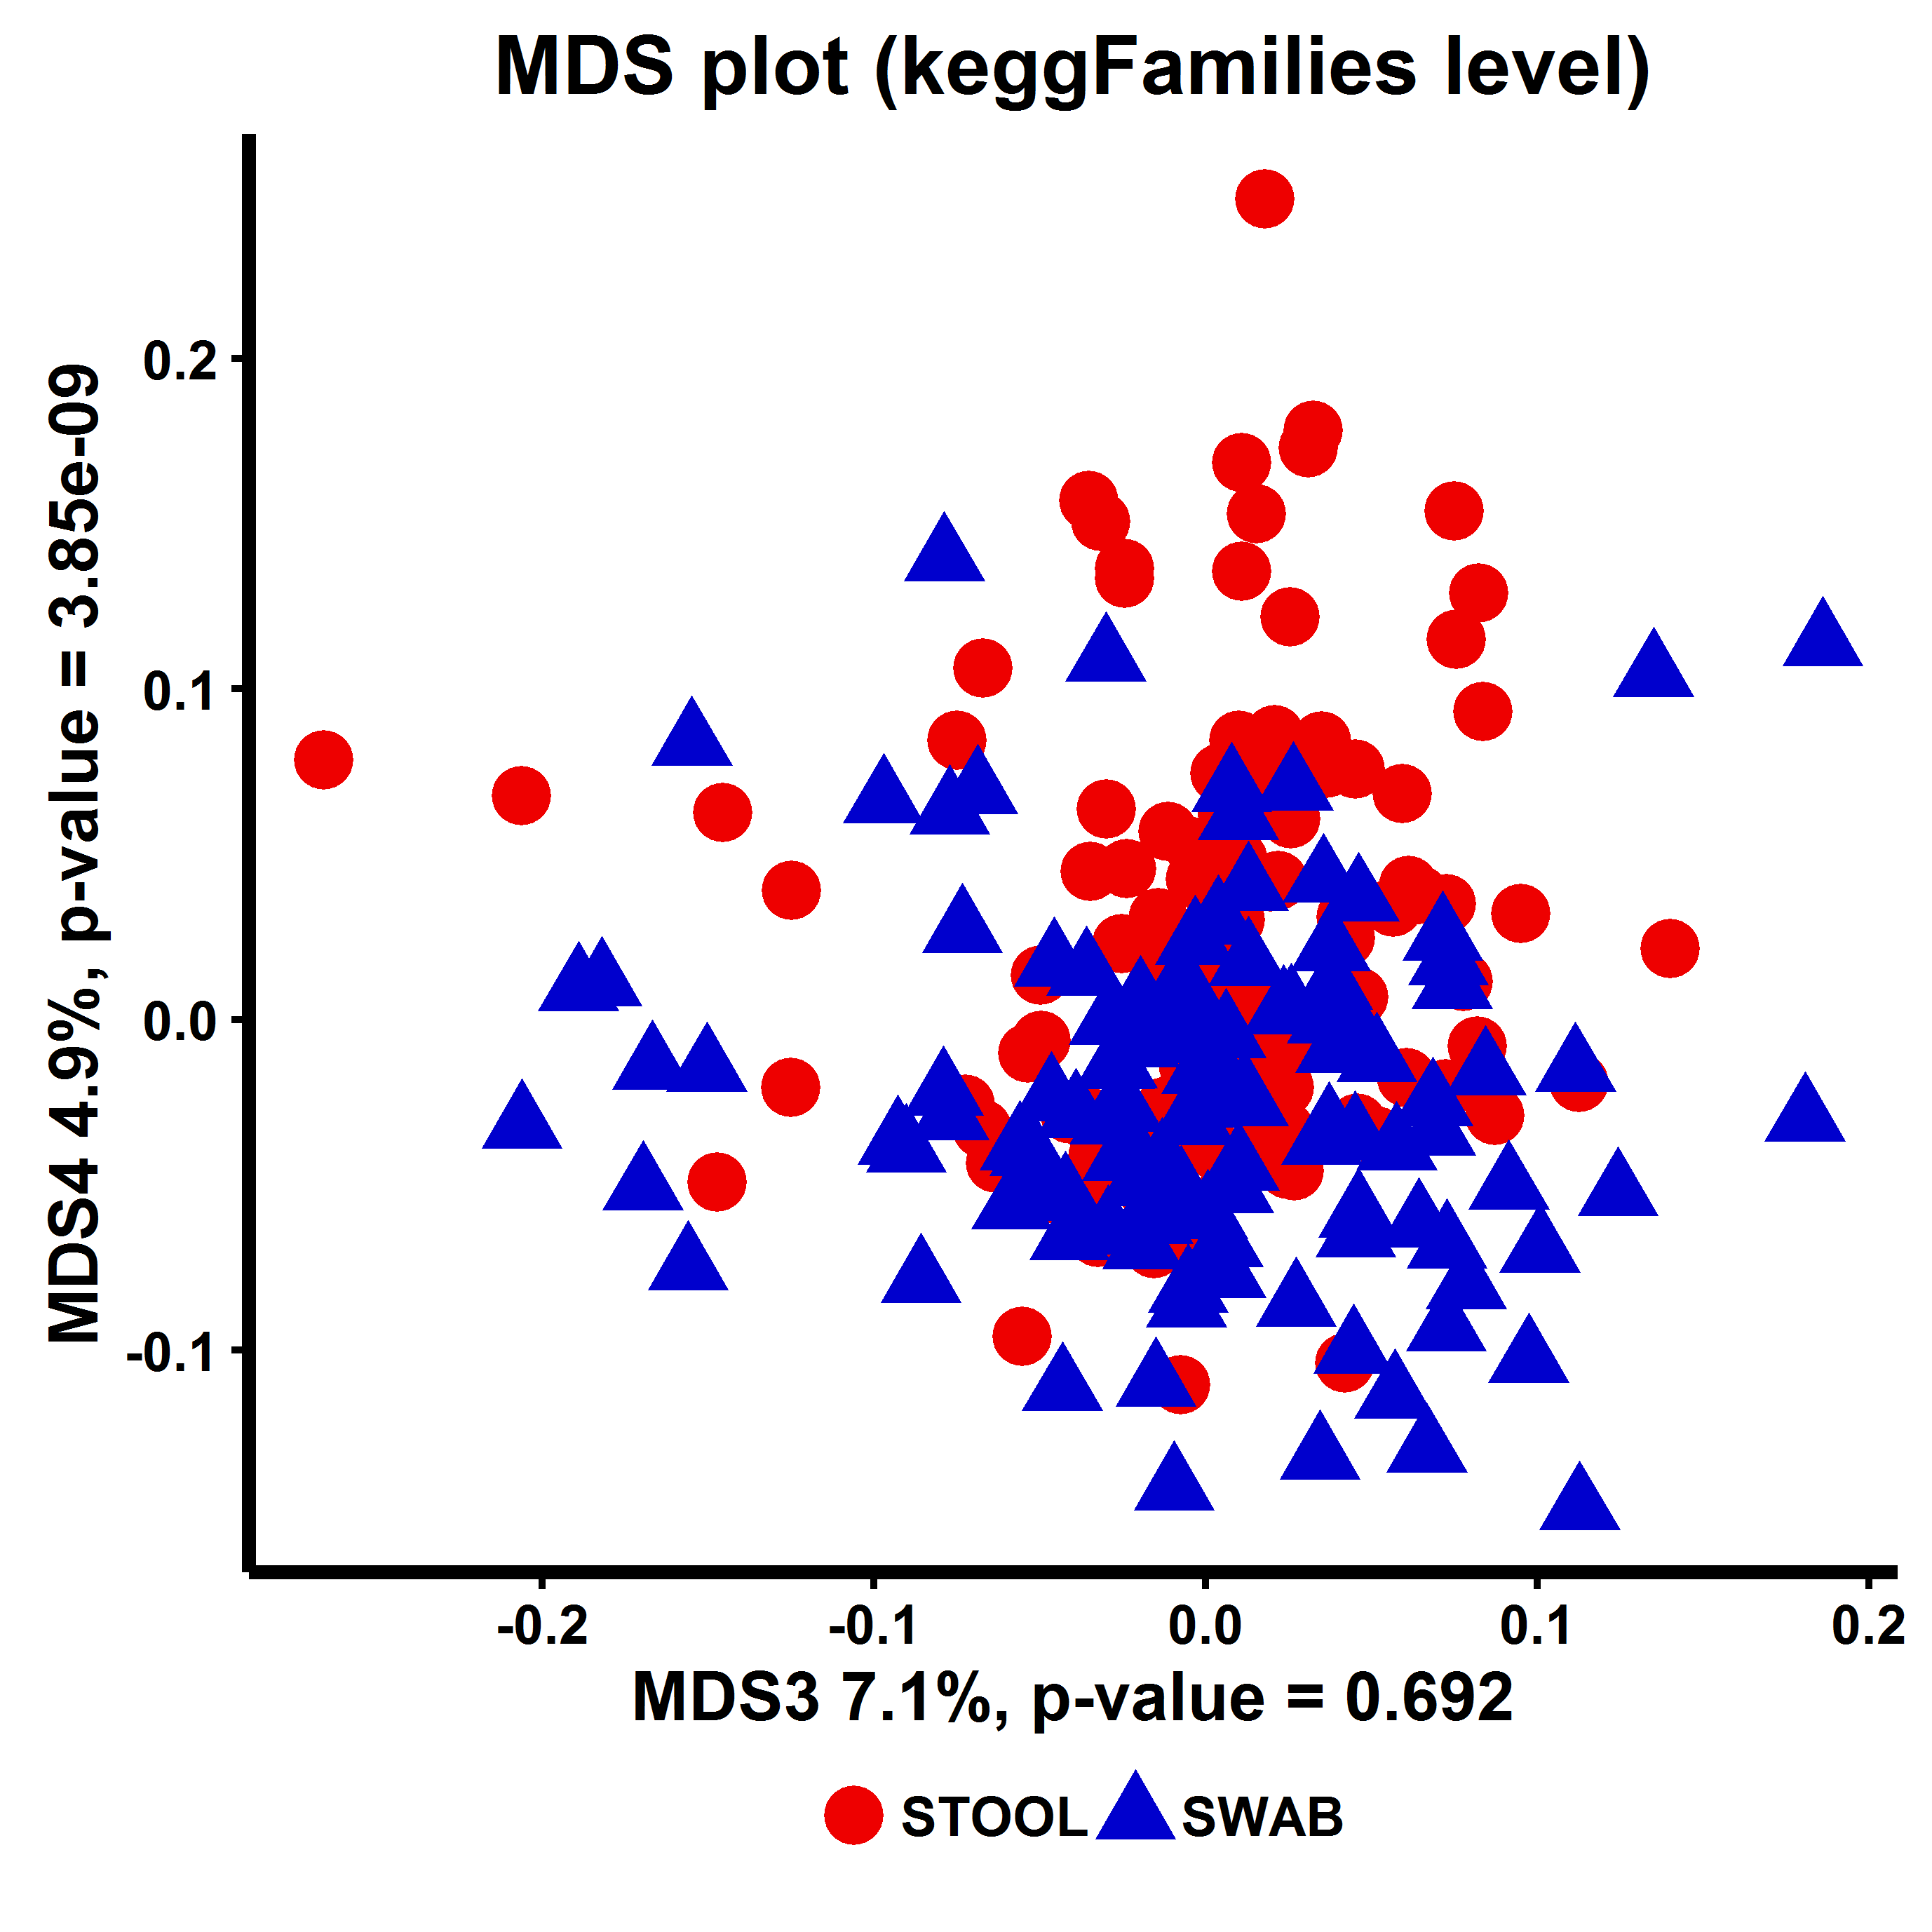 MDS plot (keggFamilies level)
MDS4 4.9%, p-value = 3.85e-09
0.2
0.1
0.0
-0.1
-0.2 -0.1 0.0 0.1 0.2
MDS3 7.1%, p-value = 0.692
STOOL SWAB